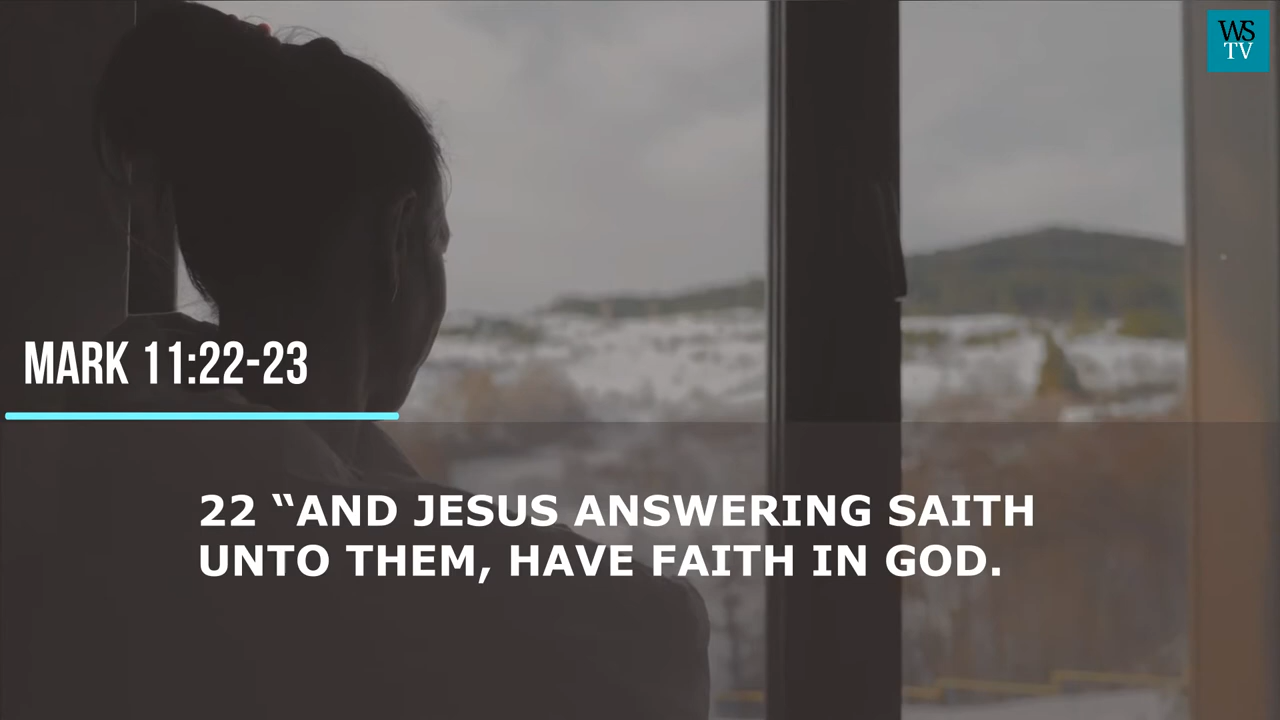 WS
TV
MARK 11:22-23
22 “AND JESUS ANSWERING SAITH
UNTO THEM, HAVE FAITH IN GOD.